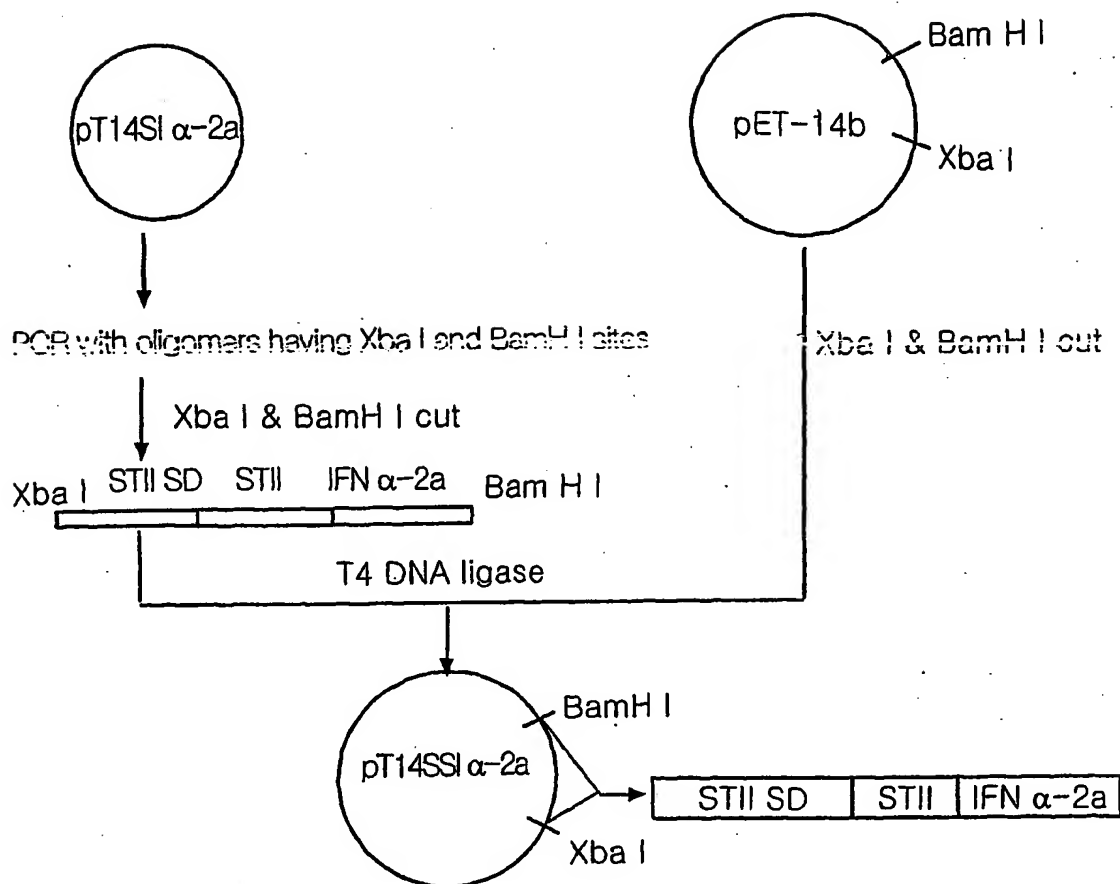 Bam H I
pT14SI α-2a
pET-14b
Xba I
PCR with oligomers having Xba I and BamH I sites
Xba I & BamH I cut
Xba I & BamH I cut
Xba I
STII SD
STII
IFN α-2a
Bam H I
T4 DNA ligase
BamH I
pT14SSI α-2a
STII SD
STII
IFN α-2a
Xba I